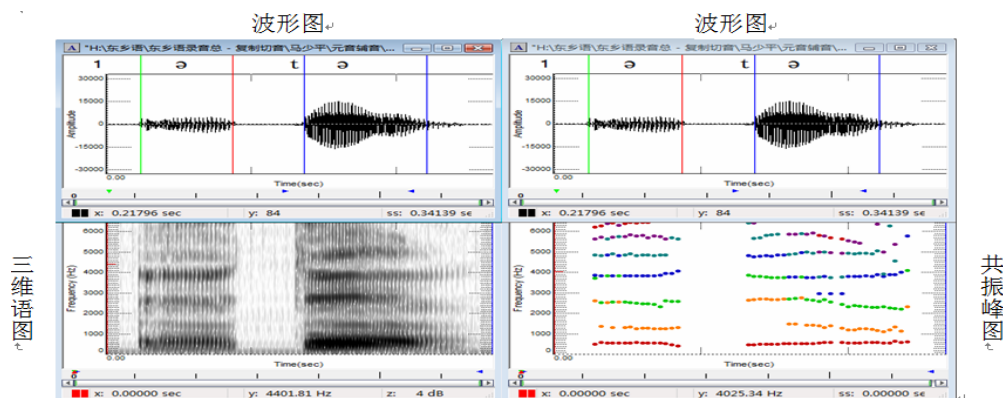 波形图
波形图
"H:\东乡语\东乡语录音总 - 复制切音\马少平\元音辅音\...
"H:\东乡语\东乡语录音总 - 复制切音\马少平\元音辅音\...
1 ə t ə
1 ə t ə
30000
15000
0
-15000
-30000
Amplitude
0.00
Time(sec)
30000
15000
0
-15000
-30000
Amplitude
0.00
Time(sec)
x: 0.21796 sec y: 84 ss: 0.34139 se
x: 0.21796 sec y: 84 ss: 0.34139 se
三维语图
6000
5000
4000
3000
2000
1000
0
Frequency (Hz)
0.00
Time(sec)
6000
5000
4000
3000
2000
1000
0
Frequency (Hz)
0.00
Time(sec)
共振峰图
x: 0.00000 sec y: 4401.81 Hz z: 4 dB
x: 0.00000 sec y: 4025.34 Hz ss: 0.00000 se